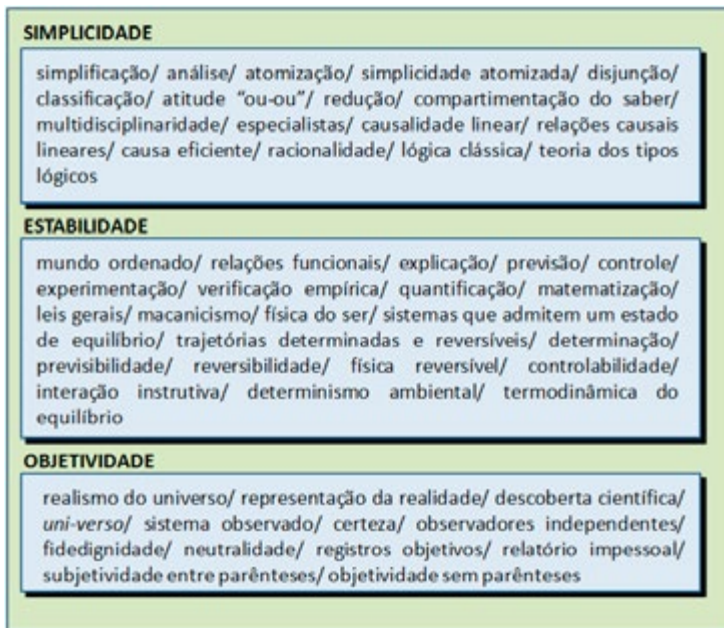 SIMPLICIDADE
simplificação/ análise/ atomização/ simplicidade atomizada/ disjunção/
classificação/ atitude "ou-ou"/ redução/ compartimentação do saber/
multidisciplinaridade/ especialistas/ causalidade linear/ relações causais
lineares/ causa eficiente/ racionalidade/ lógica clássica/ teoria dos tipos
lógicos
ESTABILIDADE
mundo ordenado/ relações funcionais/ explicação/ previsão/ controle/
experimentação/ verificação empírica/ quantificação/ matematização/
leis gerais/ macanicismo/ física do ser/ sistemas que admitem um estado
de equilíbrio/ trajetórias determinadas e reversíveis/ determinação/
previsibilidade/ reversibilidade/ física reversível/ controlabilidade/
interação instrutiva/ determinismo ambiental/ termodinâmica do
equilíbrio
OBJETIVIDADE
realismo do universo/ representação da realidade/ descoberta científica/
uni-verso/ sistema observado/ certeza/ observadores independentes/
fidedignidade/ neutralidade/ registros objetivos/ relatório impessoal/
subjetividade entre parênteses/ objetividade sem parênteses